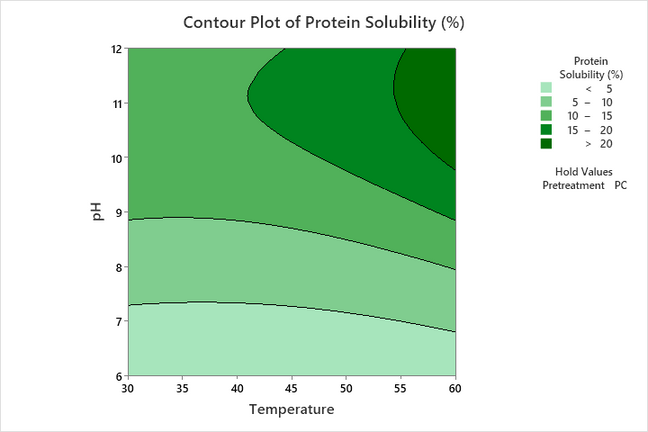 Contour Plot of Protein Solubility (%)
12
11
10
9
8
7
6
pH
30 35 40 45 50 55 60
Temperature
Protein
Solubility (%)
< 5
5 – 10
10 – 15
15 – 20
> 20
Hold Values
Pretreatment PC